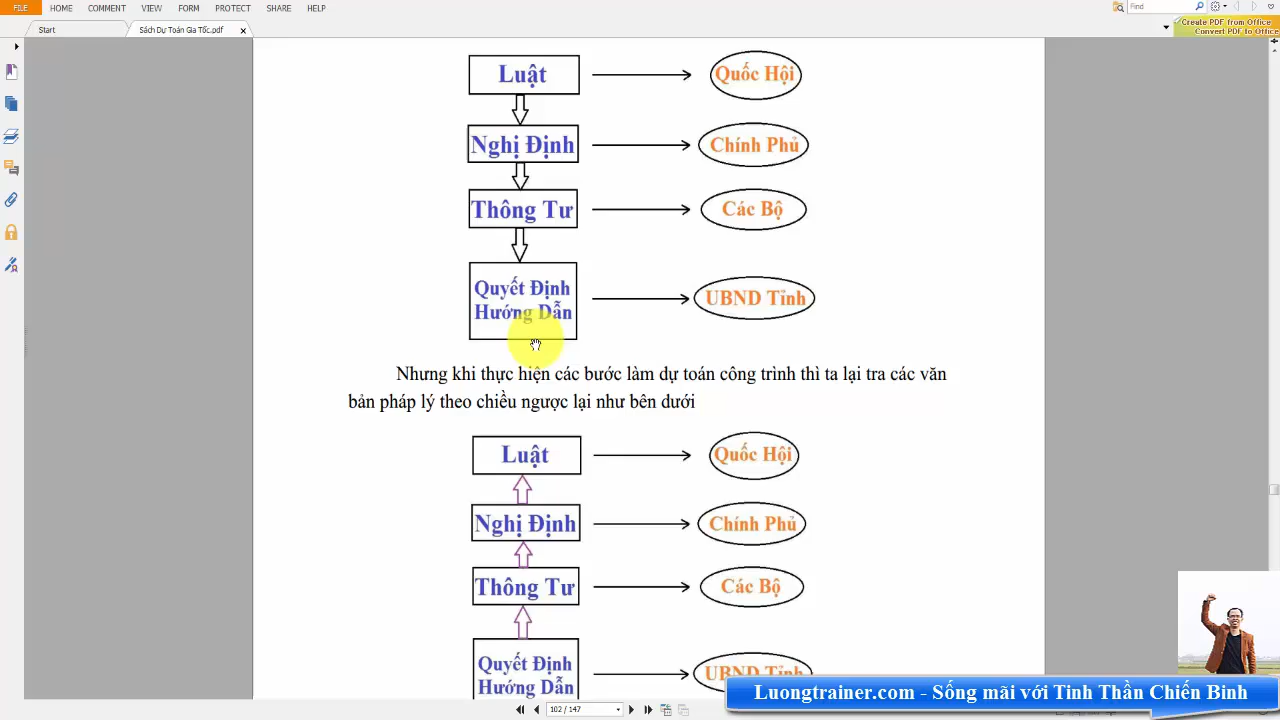 FILE HOME COMMENT VIEW FORM PROTECT SHARE HELP Find
Create PDF from Office
Convert PDF to Office
Start Sách Dự Toán Gia Tốc.pdf
Luật Quốc Hội
Nghị Định Chính Phủ
Thông Tư Các Bộ
Quyết Định
Hướng Dẫn
UBND Tỉnh
Nhưng khi thực hiện các bước làm dự toán công trình thì ta lại tra các văn
bản pháp lý theo chiều ngược lại như bên dưới
Luật Quốc Hội
Nghị Định Chính Phủ
Thông Tư Các Bộ
Quyết Định
Hướng Dẫn
UBND Tỉnh
Luongtrainer.com - Sống mãi với Tinh Thần Chiến Binh
102 / 147